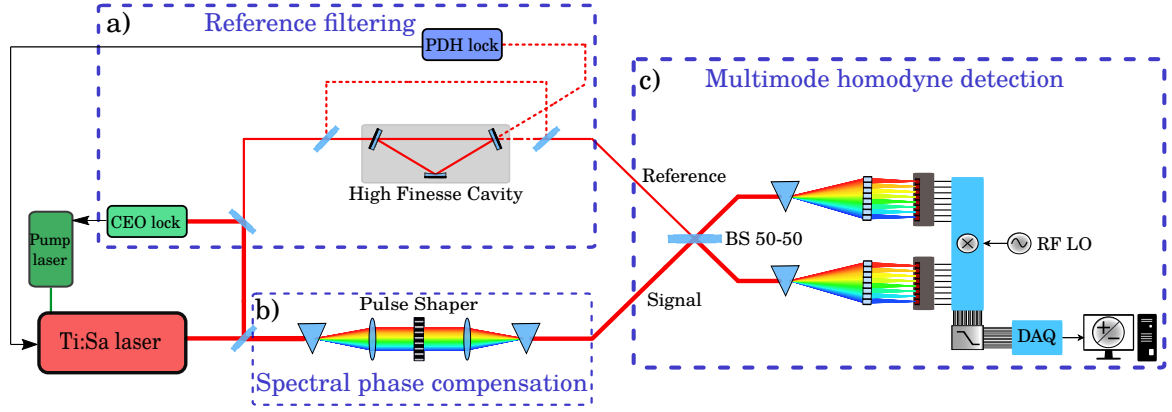 a)
Reference filtering
PDH lock
High Finesse Cavity
CEO lock
Pump
laser
Ti:Sa laser
b)
Pulse Shaper
Spectral phase compensation
c)
Multimode homodyne detection
Reference
BS 50-50
Signal
RF LO
DAQ